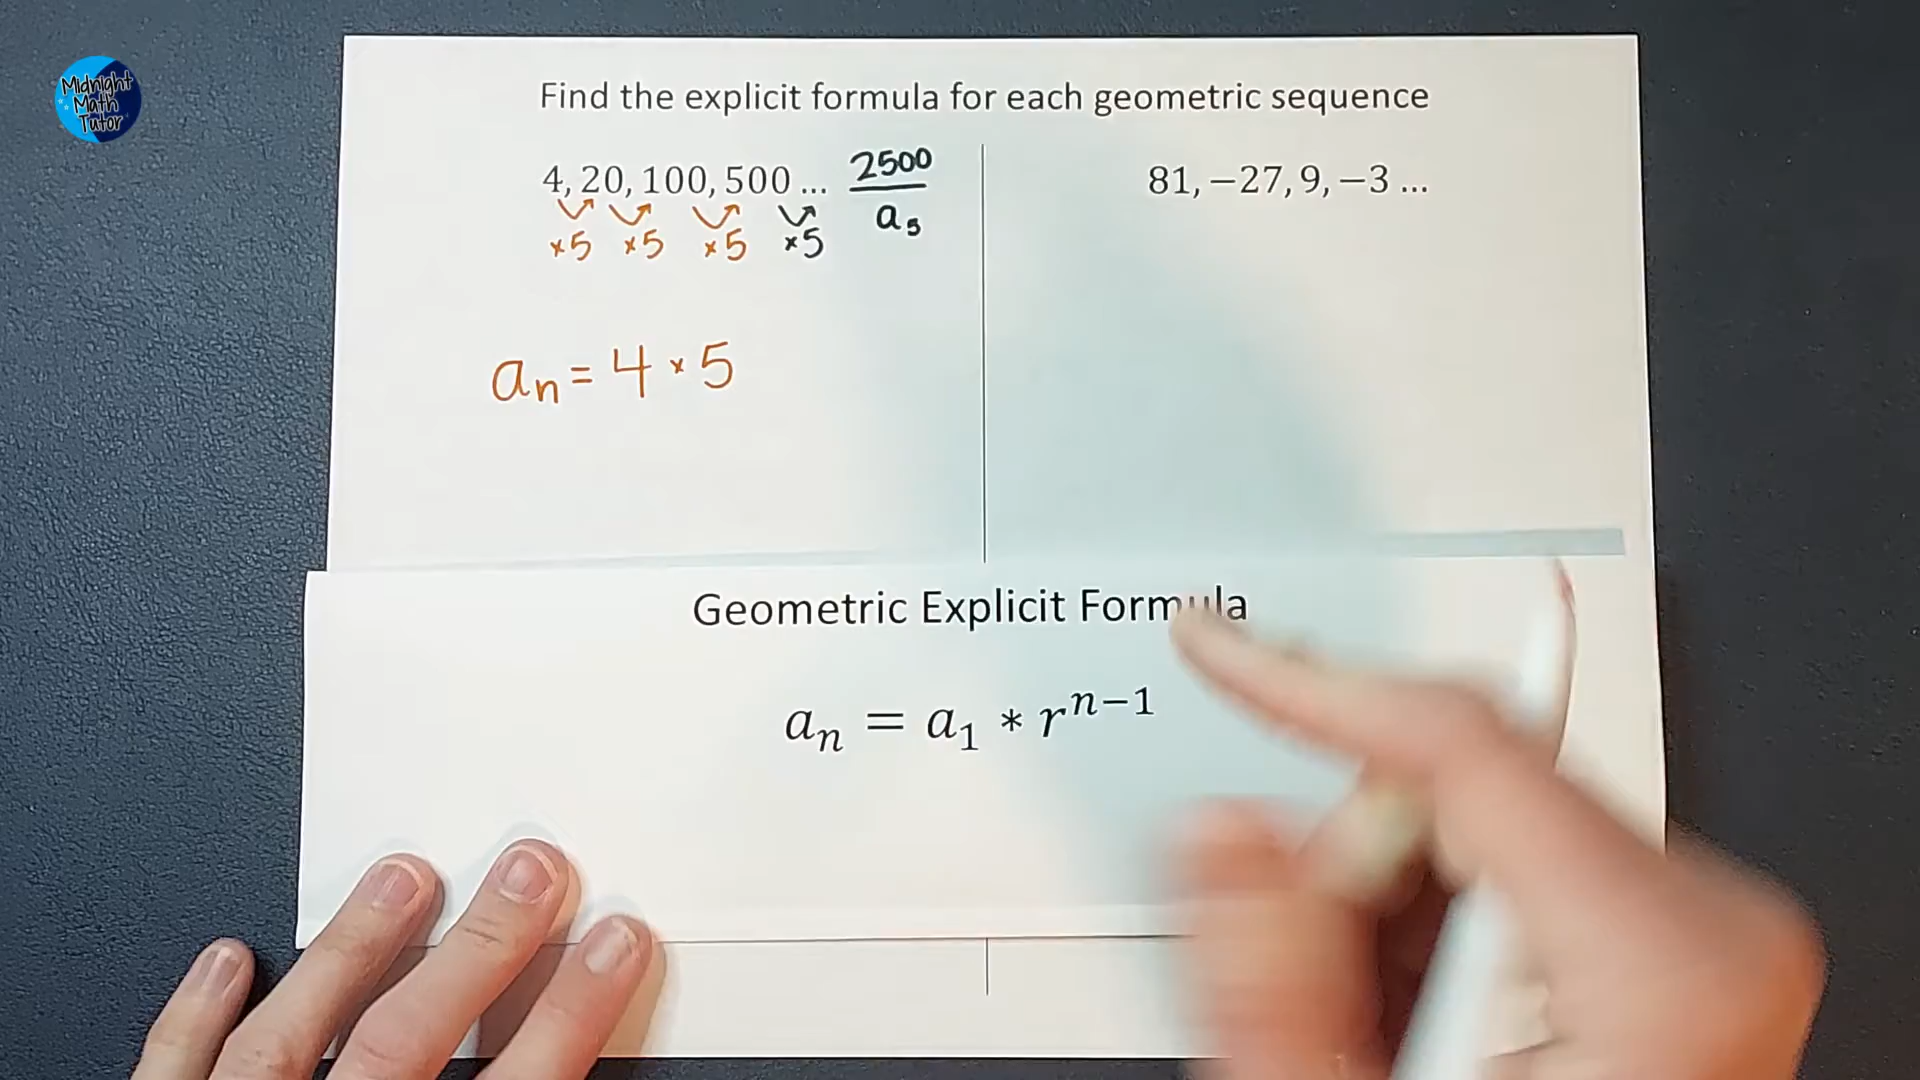 Midnight
Math
Tutor
Find the explicit formula for each geometric sequence
4, 20, 100, 500 ... 2500
a₅
×5 ×5 ×5 ×5
aₙ = 4 × 5
81, −27, 9, −3 ...
Geometric Explicit Formula
aₙ = a₁ * rⁿ⁻¹